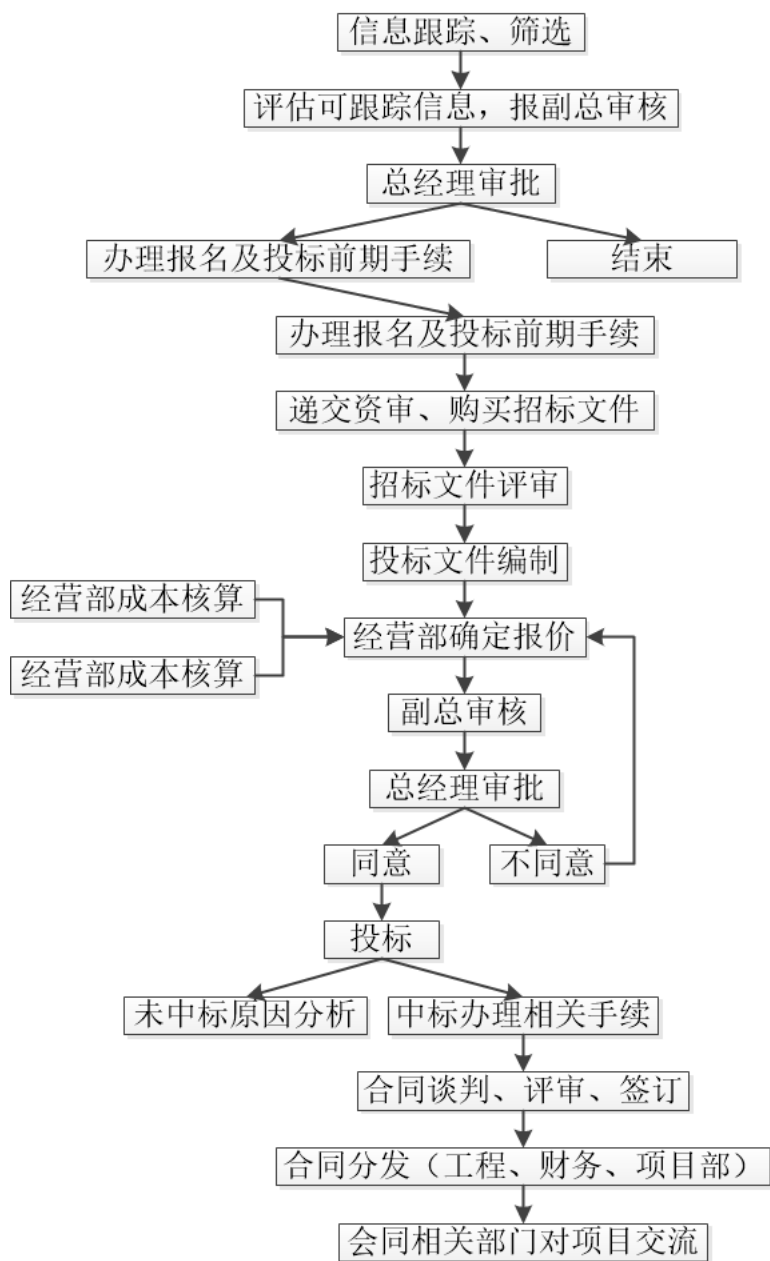 信息跟踪、筛选
评估可跟踪信息，报副总审核
总经理审批
办理报名及投标前期手续
结束
办理报名及投标前期手续
递交资审、购买招标文件
招标文件评审
投标文件编制
经营部成本核算
经营部确定报价
经营部成本核算
副总审核
总经理审批
同意
不同意
投标
未中标原因分析
中标办理相关手续
合同谈判、评审、签订
合同分发（工程、财务、项目部）
会同相关部门对项目交流